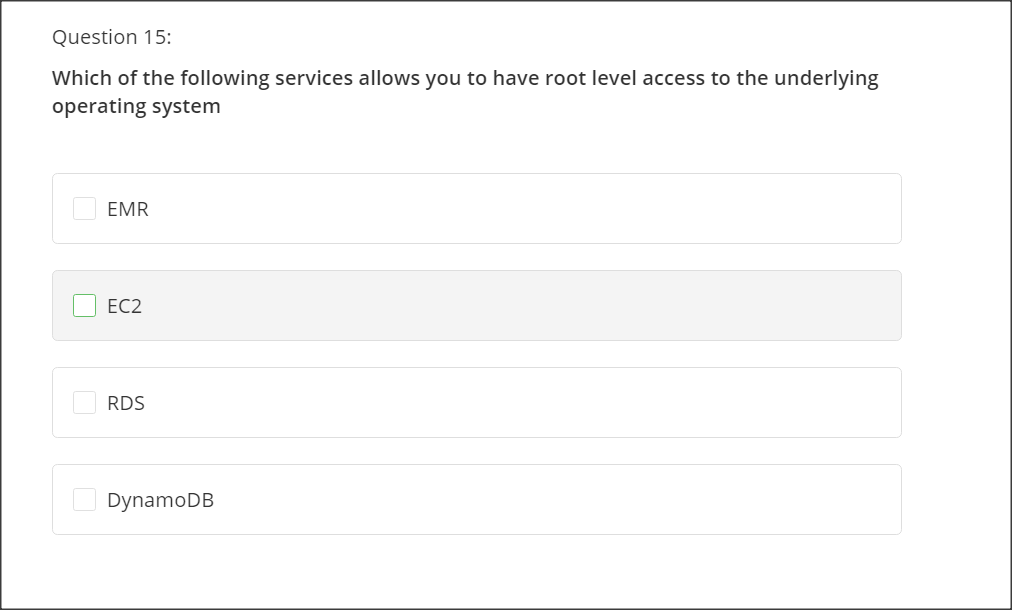 Question 15:
Which of the following services allows you to have root level access to the underlying
operating system
EMR
EC2
RDS
DynamoDB